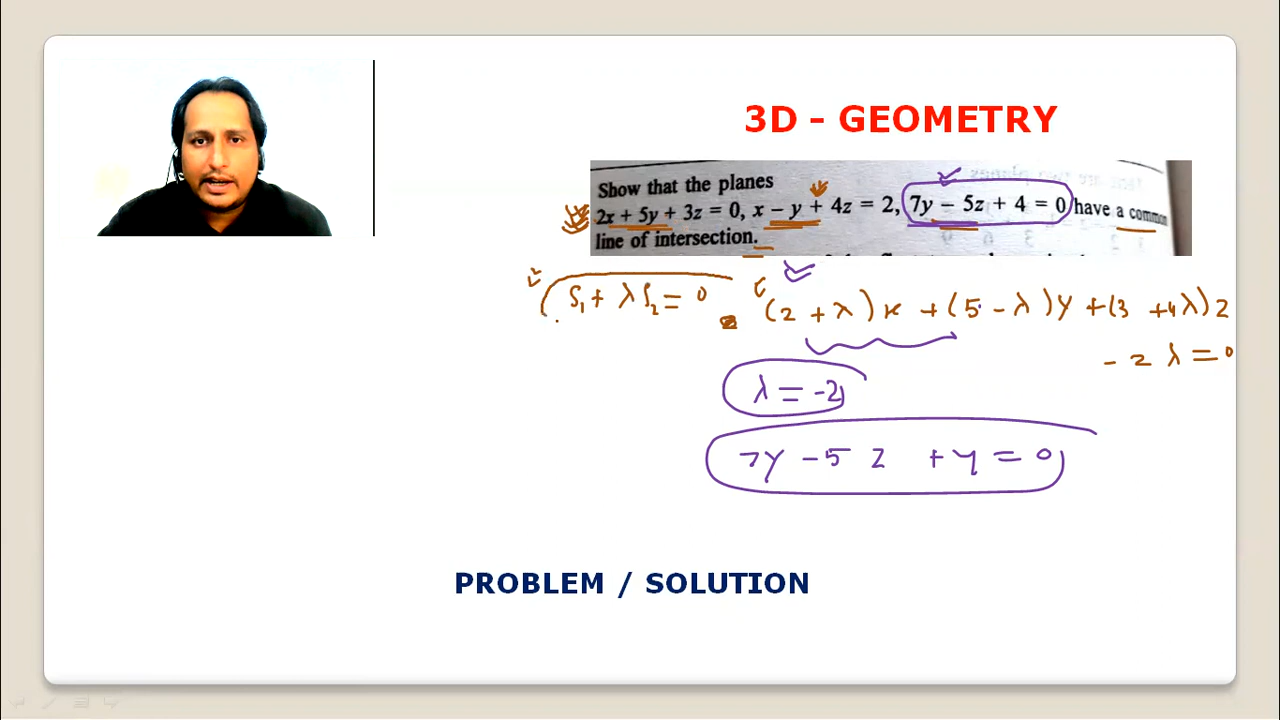 3D - GEOMETRY
Show that the planes
2x + 5y + 3z = 0, x − y + 4z = 2, 7y − 5z + 4 = 0 have a common
line of intersection.
S₁ + λS₂ = 0
(2 + λ)x + (5 - λ)y + (3 + 4λ)z
- 2λ = 0
λ = -2
7y - 5z + 4 = 0
PROBLEM / SOLUTION